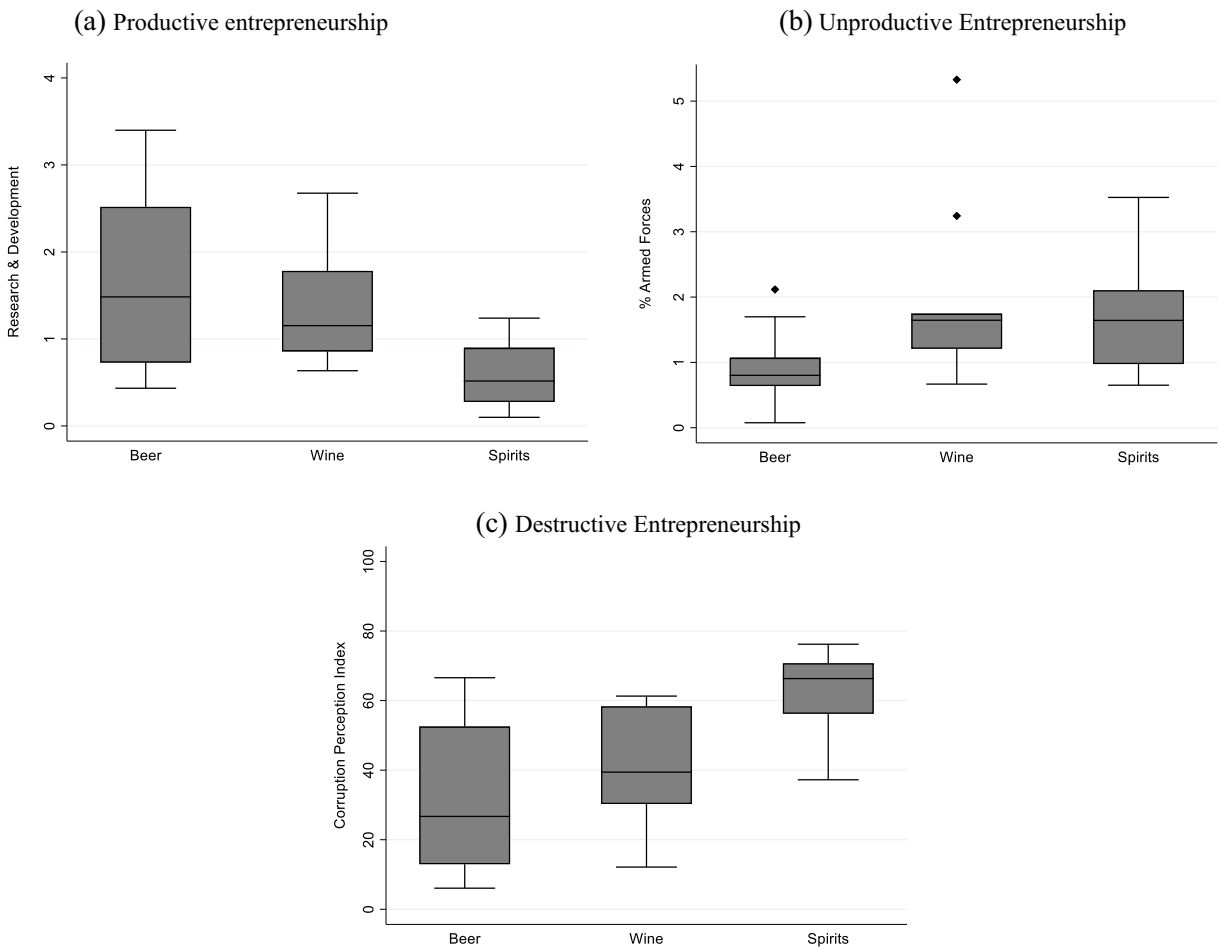 (a) Productive entrepreneurship
(b) Unproductive Entrepreneurship
Research & Development
4
3
2
1
0
Beer Wine Spirits
% Armed Forces
5
4
3
2
1
0
Beer Wine Spirits
(c) Destructive Entrepreneurship
Corruption Perception Index
100
80
60
40
20
0
Beer Wine Spirits